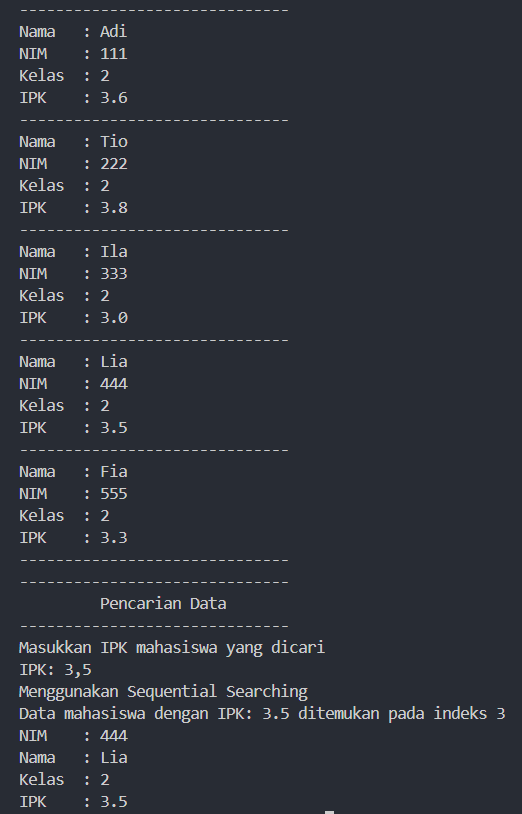 ------------------------------
Nama   : Adi
NIM    : 111
Kelas  : 2
IPK    : 3.6
------------------------------
Nama   : Tio
NIM    : 222
Kelas  : 2
IPK    : 3.8
------------------------------
Nama   : Ila
NIM    : 333
Kelas  : 2
IPK    : 3.0
------------------------------
Nama   : Lia
NIM    : 444
Kelas  : 2
IPK    : 3.5
------------------------------
Nama   : Fia
NIM    : 555
Kelas  : 2
IPK    : 3.3
------------------------------
------------------------------
         Pencarian Data
------------------------------
Masukkan IPK mahasiswa yang dicari
IPK: 3,5
Menggunakan Sequential Searching
Data mahasiswa dengan IPK: 3.5 ditemukan pada indeks 3
NIM    : 444
Nama   : Lia
Kelas  : 2
IPK    : 3.5